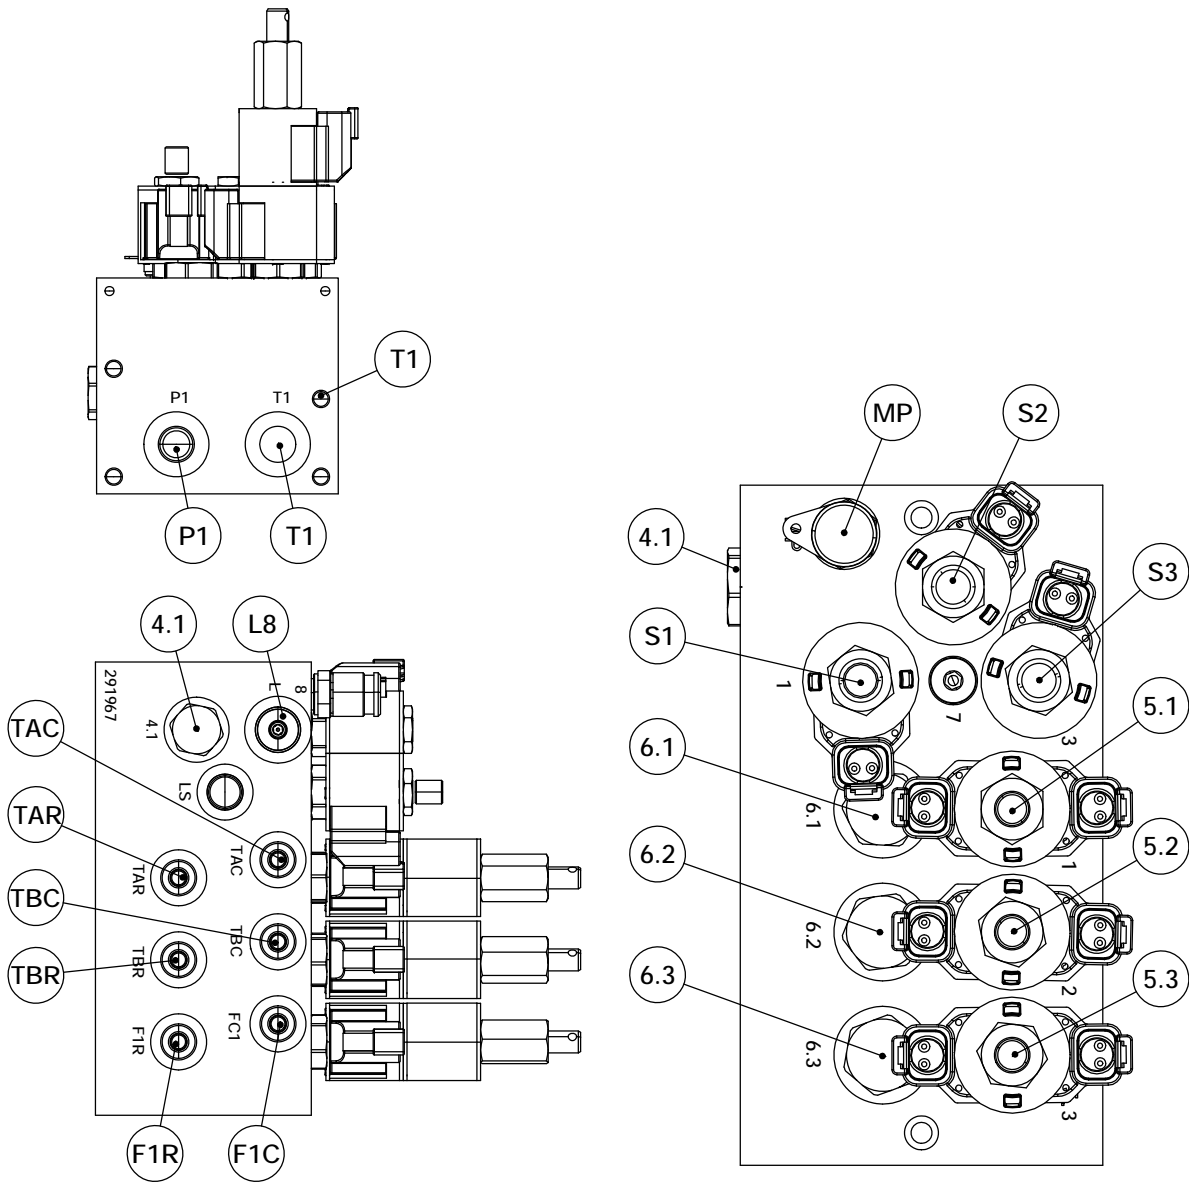 T1
P1
T1
P1
T1
4.1
L8
291967
L
8
4.1
TAC
LS
TAR
TAC
TAR
TBC
TBC
TBR
TBR
FC1
F1R
F1R
F1C
MP
S2
4.1
S3
S1
1
7
3
5.1
6.1
6.1
1
5.2
6.2
6.2
2
5.3
6.3
6.3
3